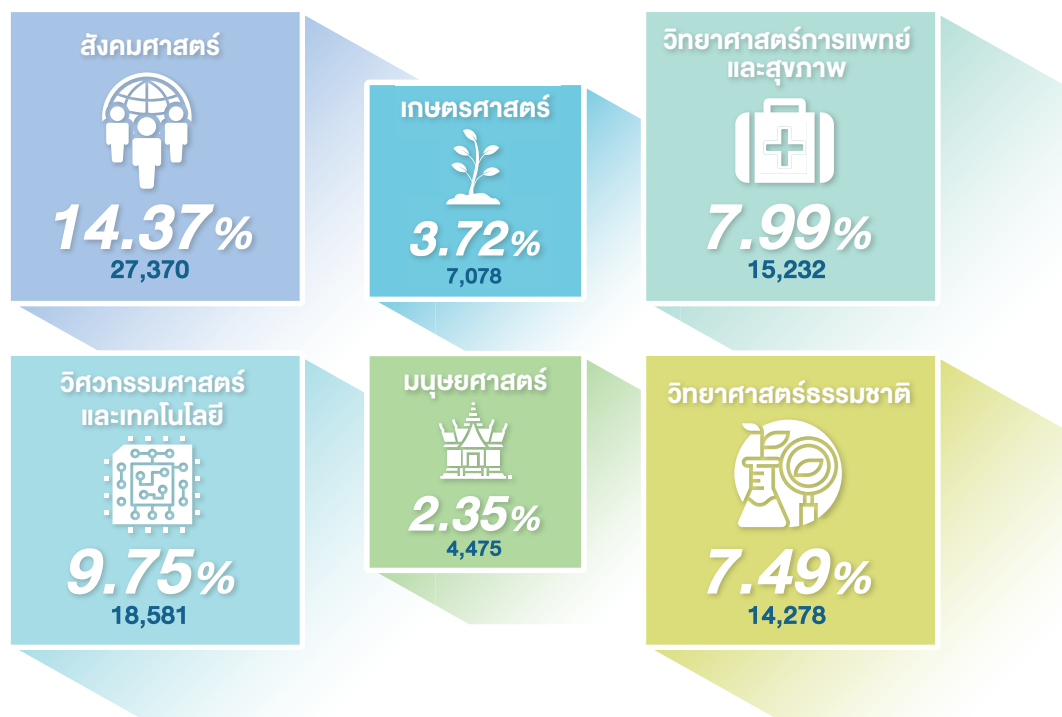 สังคมศาสตร์
14.37%
27,370
เกษตรศาสตร์
3.72%
7,078
วิทยาศาสตร์การแพทย์
และสุขภาพ
7.99%
15,232
วิศวกรรมศาสตร์
และเทคโนโลยี
9.75%
18,581
มนุษยศาสตร์
2.35%
4,475
วิทยาศาสตร์ธรรมชาติ
7.49%
14,278